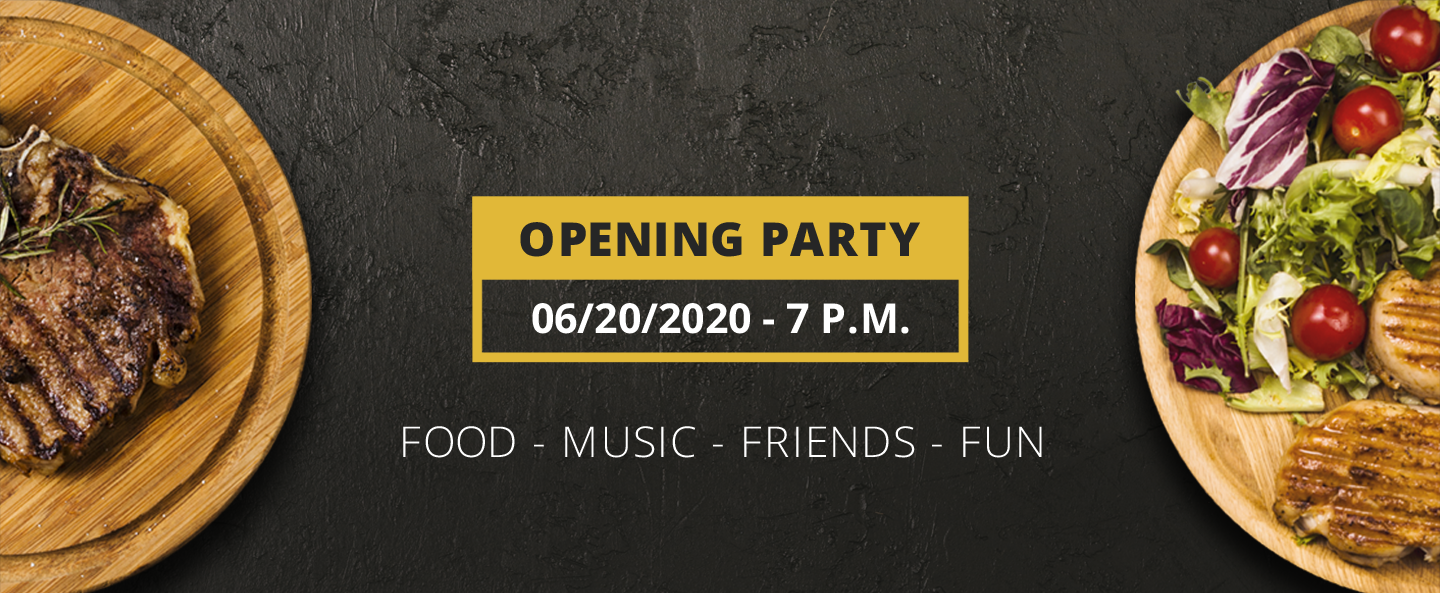 OPENING PARTY
06/20/2020 - 7 P.M.
FOOD - MUSIC - FRIENDS - FUN